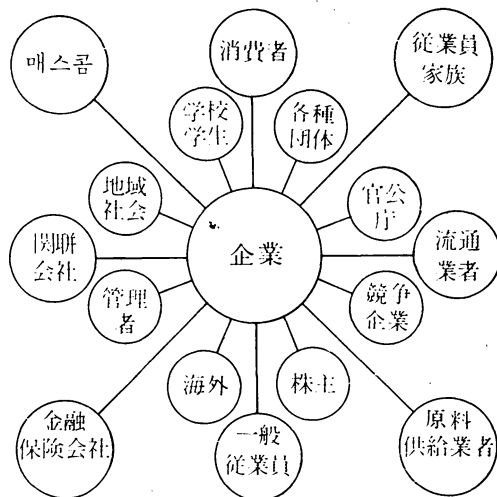 매스콤
消費者
従業員
家族
学校
学生
各種
団体
地域
社会
官公
庁
関聯
会社
企業
流通
業者
管理
者
競争
企業
海外
株主
金融
保険会社
一般
従業員
原料
供給業者